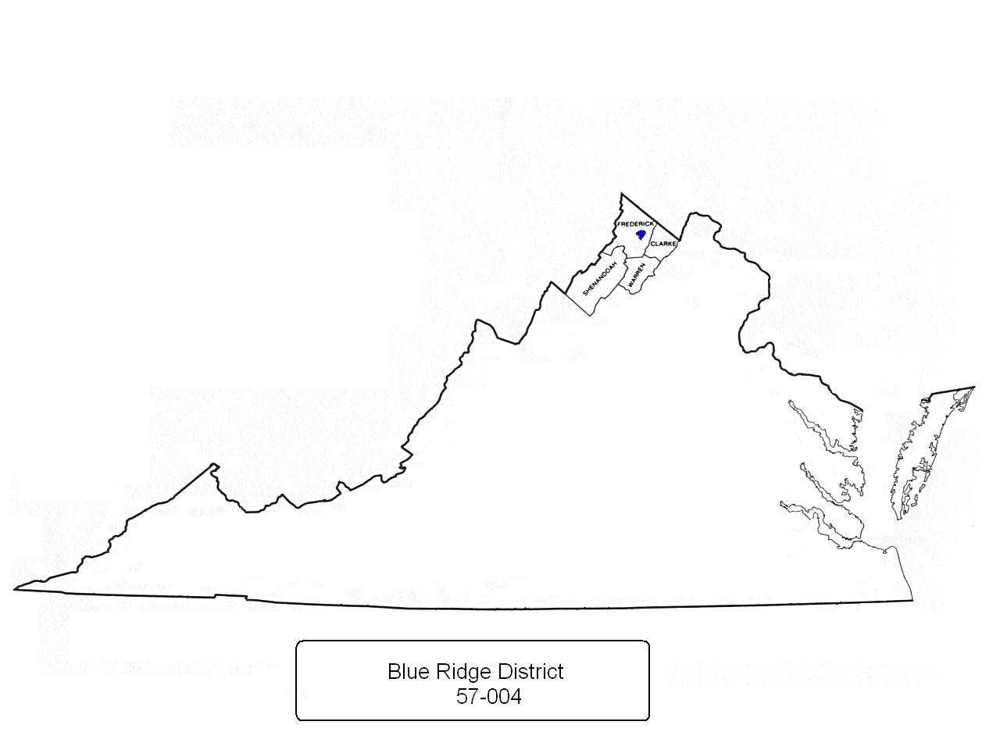 FREDERICK
CLARKE
SHENANDOAH
WARREN
Blue Ridge District
57-004